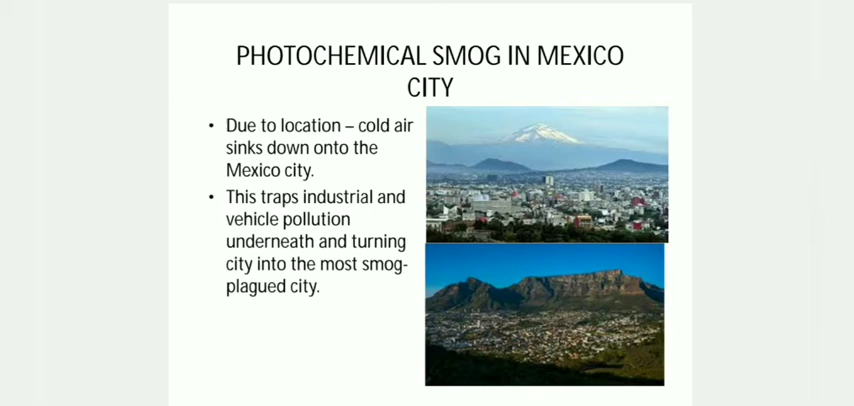 PHOTOCHEMICAL SMOG IN MEXICO
CITY
• Due to location – cold air
sinks down onto the
Mexico city.
• This traps industrial and
vehicle pollution
underneath and turning
city into the most smog-
plagued city.